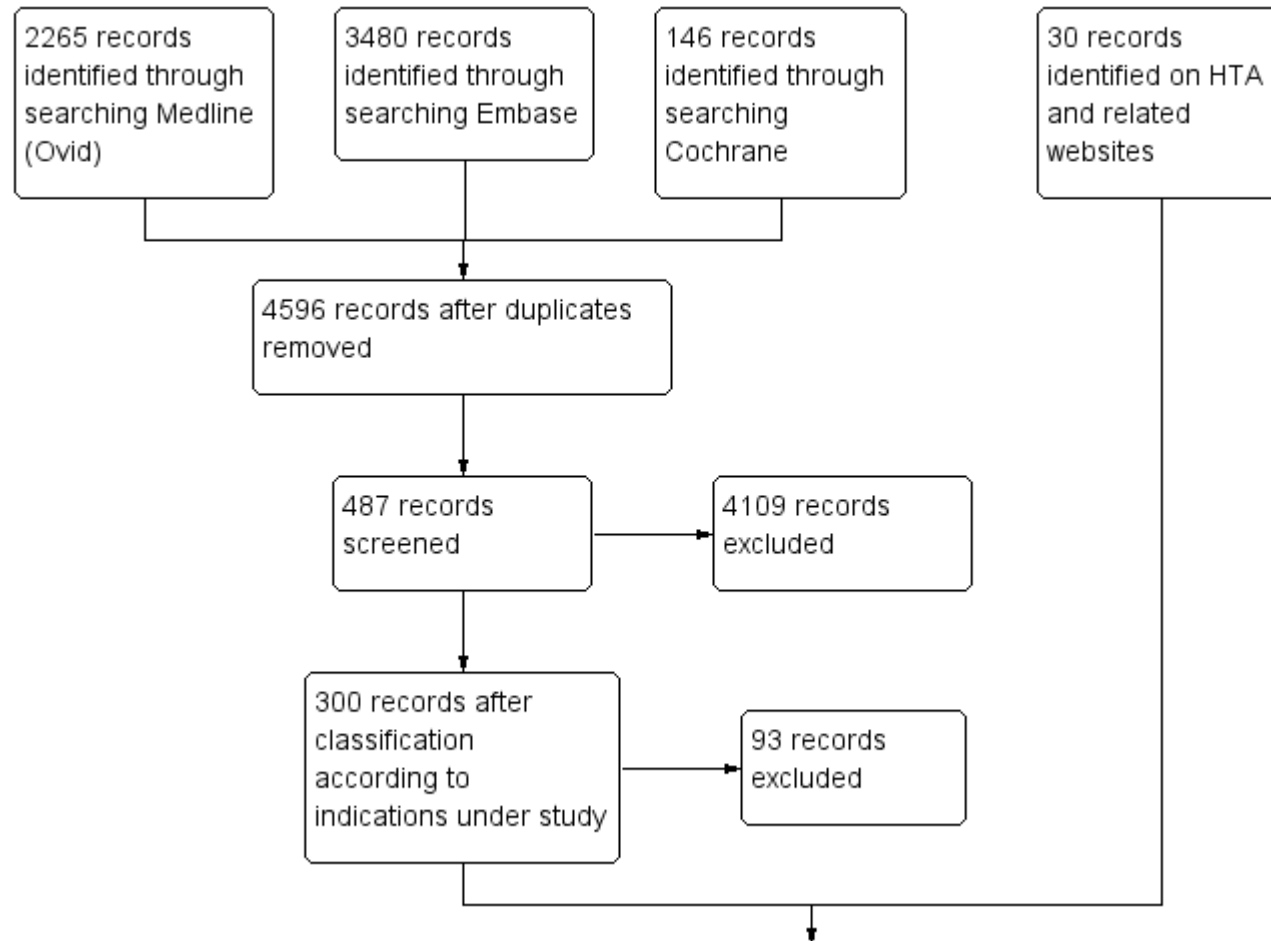 2265 records
identified through
searching Medline
(Ovid)
3480 records
identified through
searching Embase
146 records
identified through
searching
Cochrane
30 records
identified on HTA
and related
websites
4596 records after duplicates
removed
487 records
screened
4109 records
excluded
300 records after
classification
according to
indications under study
93 records
excluded